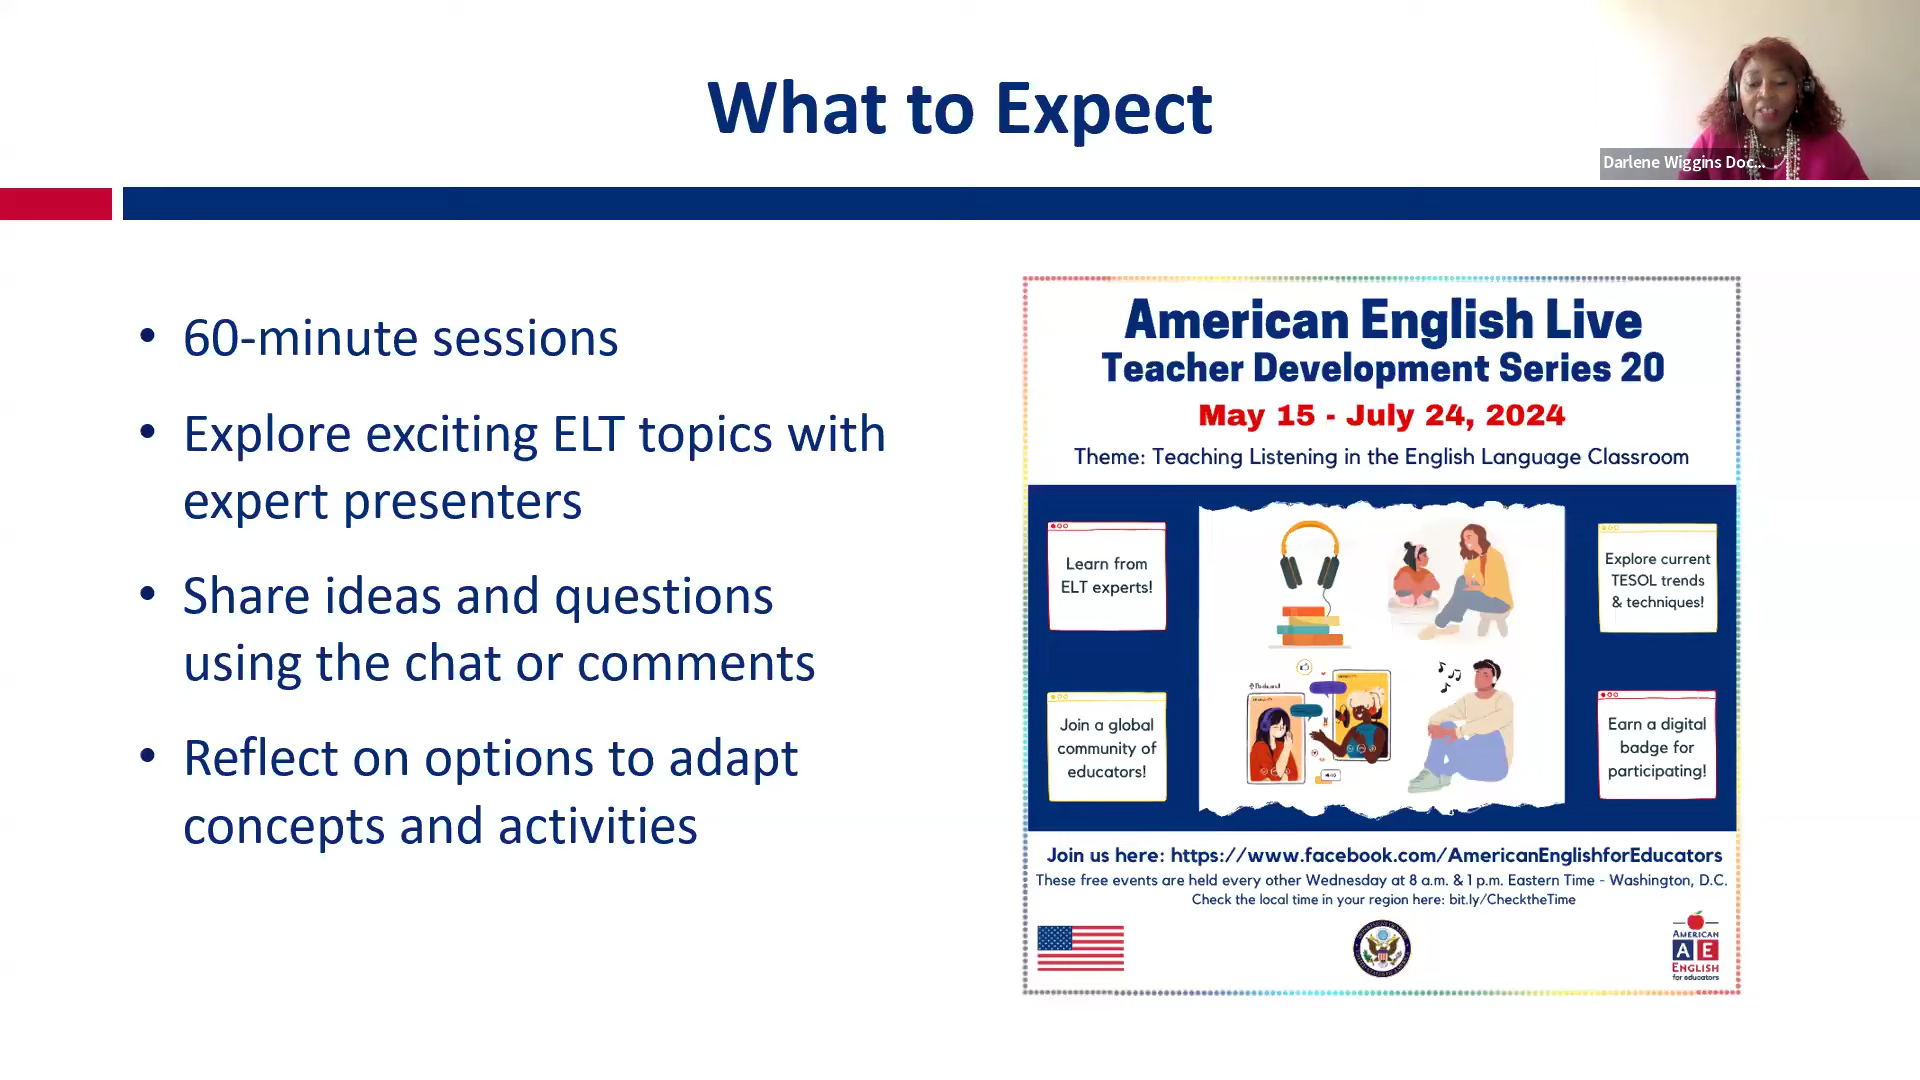 What to Expect
Darlene Wiggins Doc...
• 60-minute sessions
• Explore exciting ELT topics with
expert presenters
• Share ideas and questions
using the chat or comments
• Reflect on options to adapt
concepts and activities
American English Live
Teacher Development Series 20
May 15 - July 24, 2024
Theme: Teaching Listening in the English Language Classroom
Learn from
ELT experts!
Explore current
TESOL trends
& techniques!
Join a global
community of
educators!
Earn a digital
badge for
participating!
Join us here: https://www.facebook.com/AmericanEnglishforEducators
These free events are held every other Wednesday at 8 a.m. & 1 p.m. Eastern Time - Washington, D.C.
Check the local time in your region here: bit.ly/ChecktheTime
AMERICAN
A E
ENGLISH
for educators